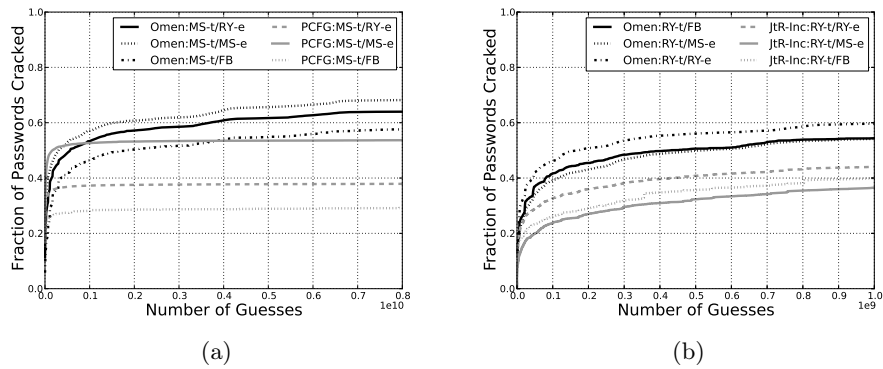 1.0
0.8
0.6
0.4
0.2
0.0
Fraction of Passwords Cracked
Omen:MS-t/RY-e
Omen:MS-t/MS-e
Omen:MS-t/FB
PCFG:MS-t/RY-e
PCFG:MS-t/MS-e
PCFG:MS-t/FB
0.0 0.1 0.2 0.3 0.4 0.5 0.6 0.7 0.8
1e10
Number of Guesses
(a)
1.0
0.8
0.6
0.4
0.2
0.0
Fraction of Passwords Cracked
Omen:RY-t/FB
Omen:RY-t/MS-e
Omen:RY-t/RY-e
JtR-Inc:RY-t/RY-e
JtR-Inc:RY-t/MS-e
JtR-Inc:RY-t/FB
0.0 0.1 0.2 0.3 0.4 0.5 0.6 0.7 0.8 0.9 1.0
1e9
Number of Guesses
(b)